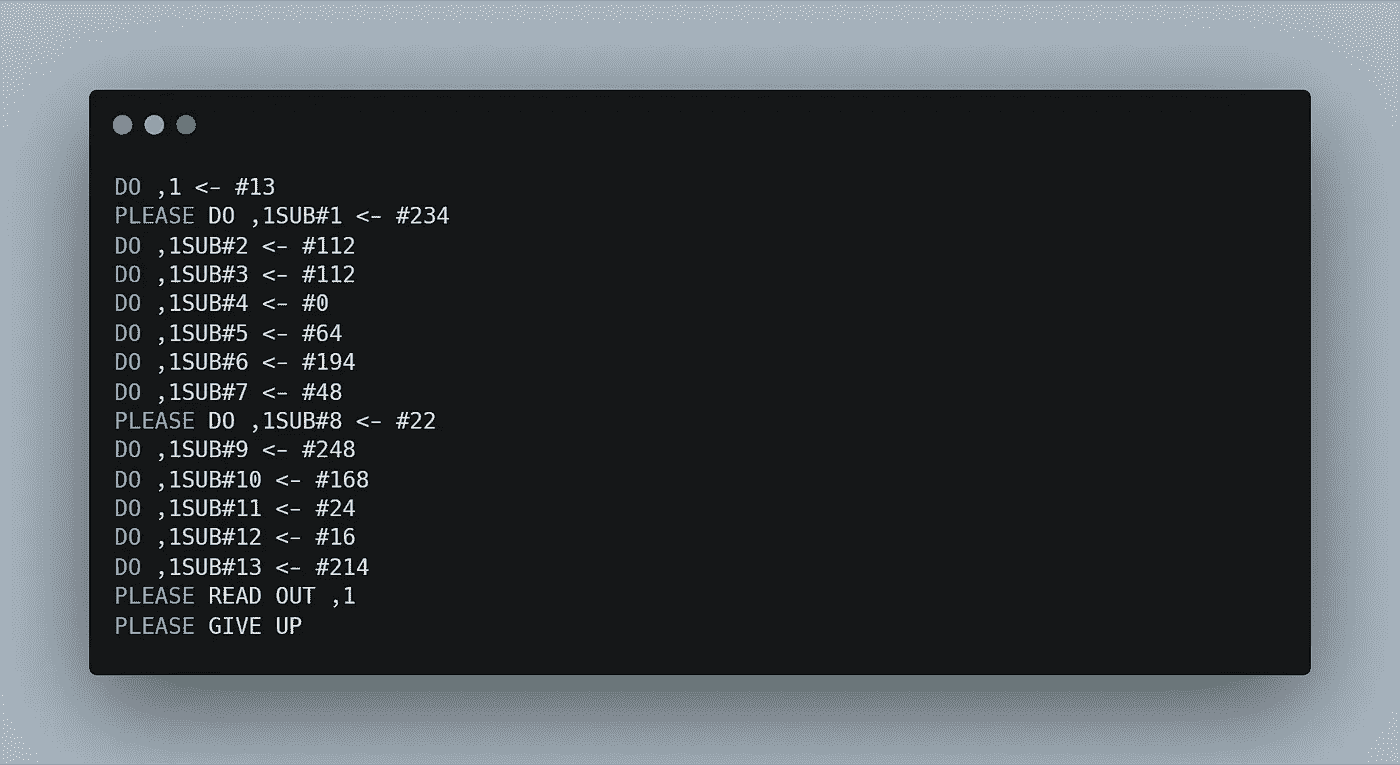 DO ,1 <- #13
PLEASE DO ,1SUB#1 <- #234
DO ,1SUB#2 <- #112
DO ,1SUB#3 <- #112
DO ,1SUB#4 <- #0
DO ,1SUB#5 <- #64
DO ,1SUB#6 <- #194
DO ,1SUB#7 <- #48
PLEASE DO ,1SUB#8 <- #22
DO ,1SUB#9 <- #248
DO ,1SUB#10 <- #168
DO ,1SUB#11 <- #24
DO ,1SUB#12 <- #16
DO ,1SUB#13 <- #214
PLEASE READ OUT ,1
PLEASE GIVE UP